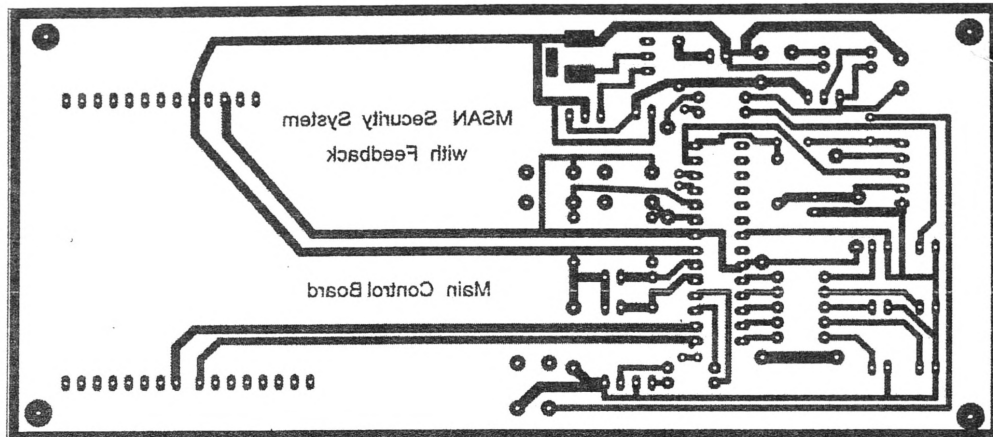 MSAN Security System
with Feedback
Main Control Board